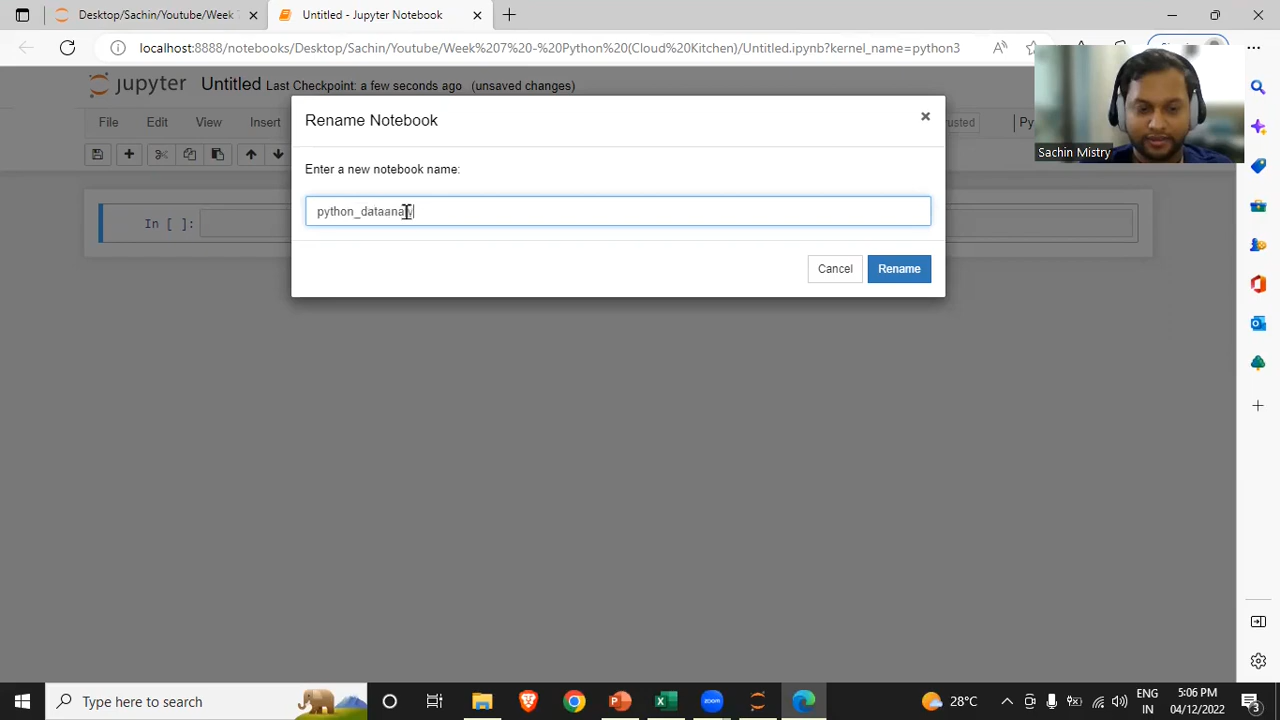 Desktop/Sachin/Youtube/Week
Untitled - Jupyter Notebook
localhost:8888/notebooks/Desktop/Sachin/Youtube/Week%207%20-%20Python%20(Cloud%20Kitchen)/Untitled.ipynb?kernel_name=python3
jupyter Untitled Last Checkpoint: a few seconds ago (unsaved changes)
File Edit View Insert
Rename Notebook
Enter a new notebook name:
Cancel Rename
In [ ]:
Sachin Mistry
Type here to search
28°C
ENG
IN
5:06 PM
04/12/2022
3